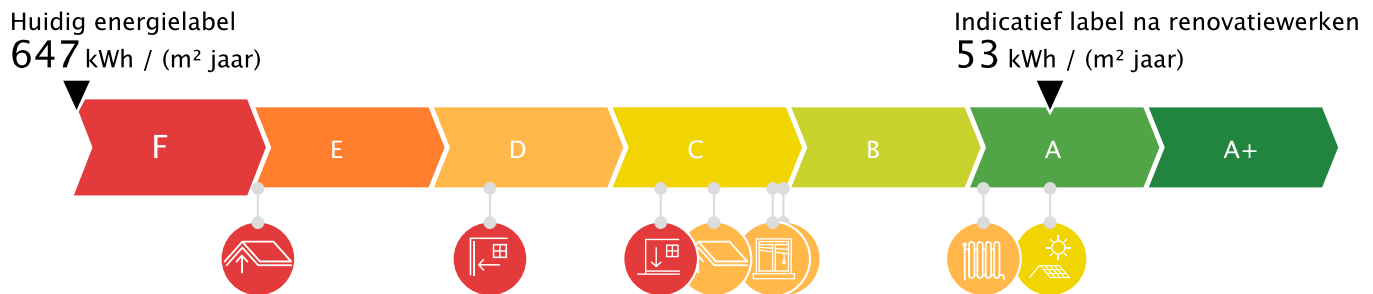 Huidig energielabel
647 kWh / (m² jaar)
Indicatief label na renovatiewerken
53 kWh / (m² jaar)
F E D C B A A+